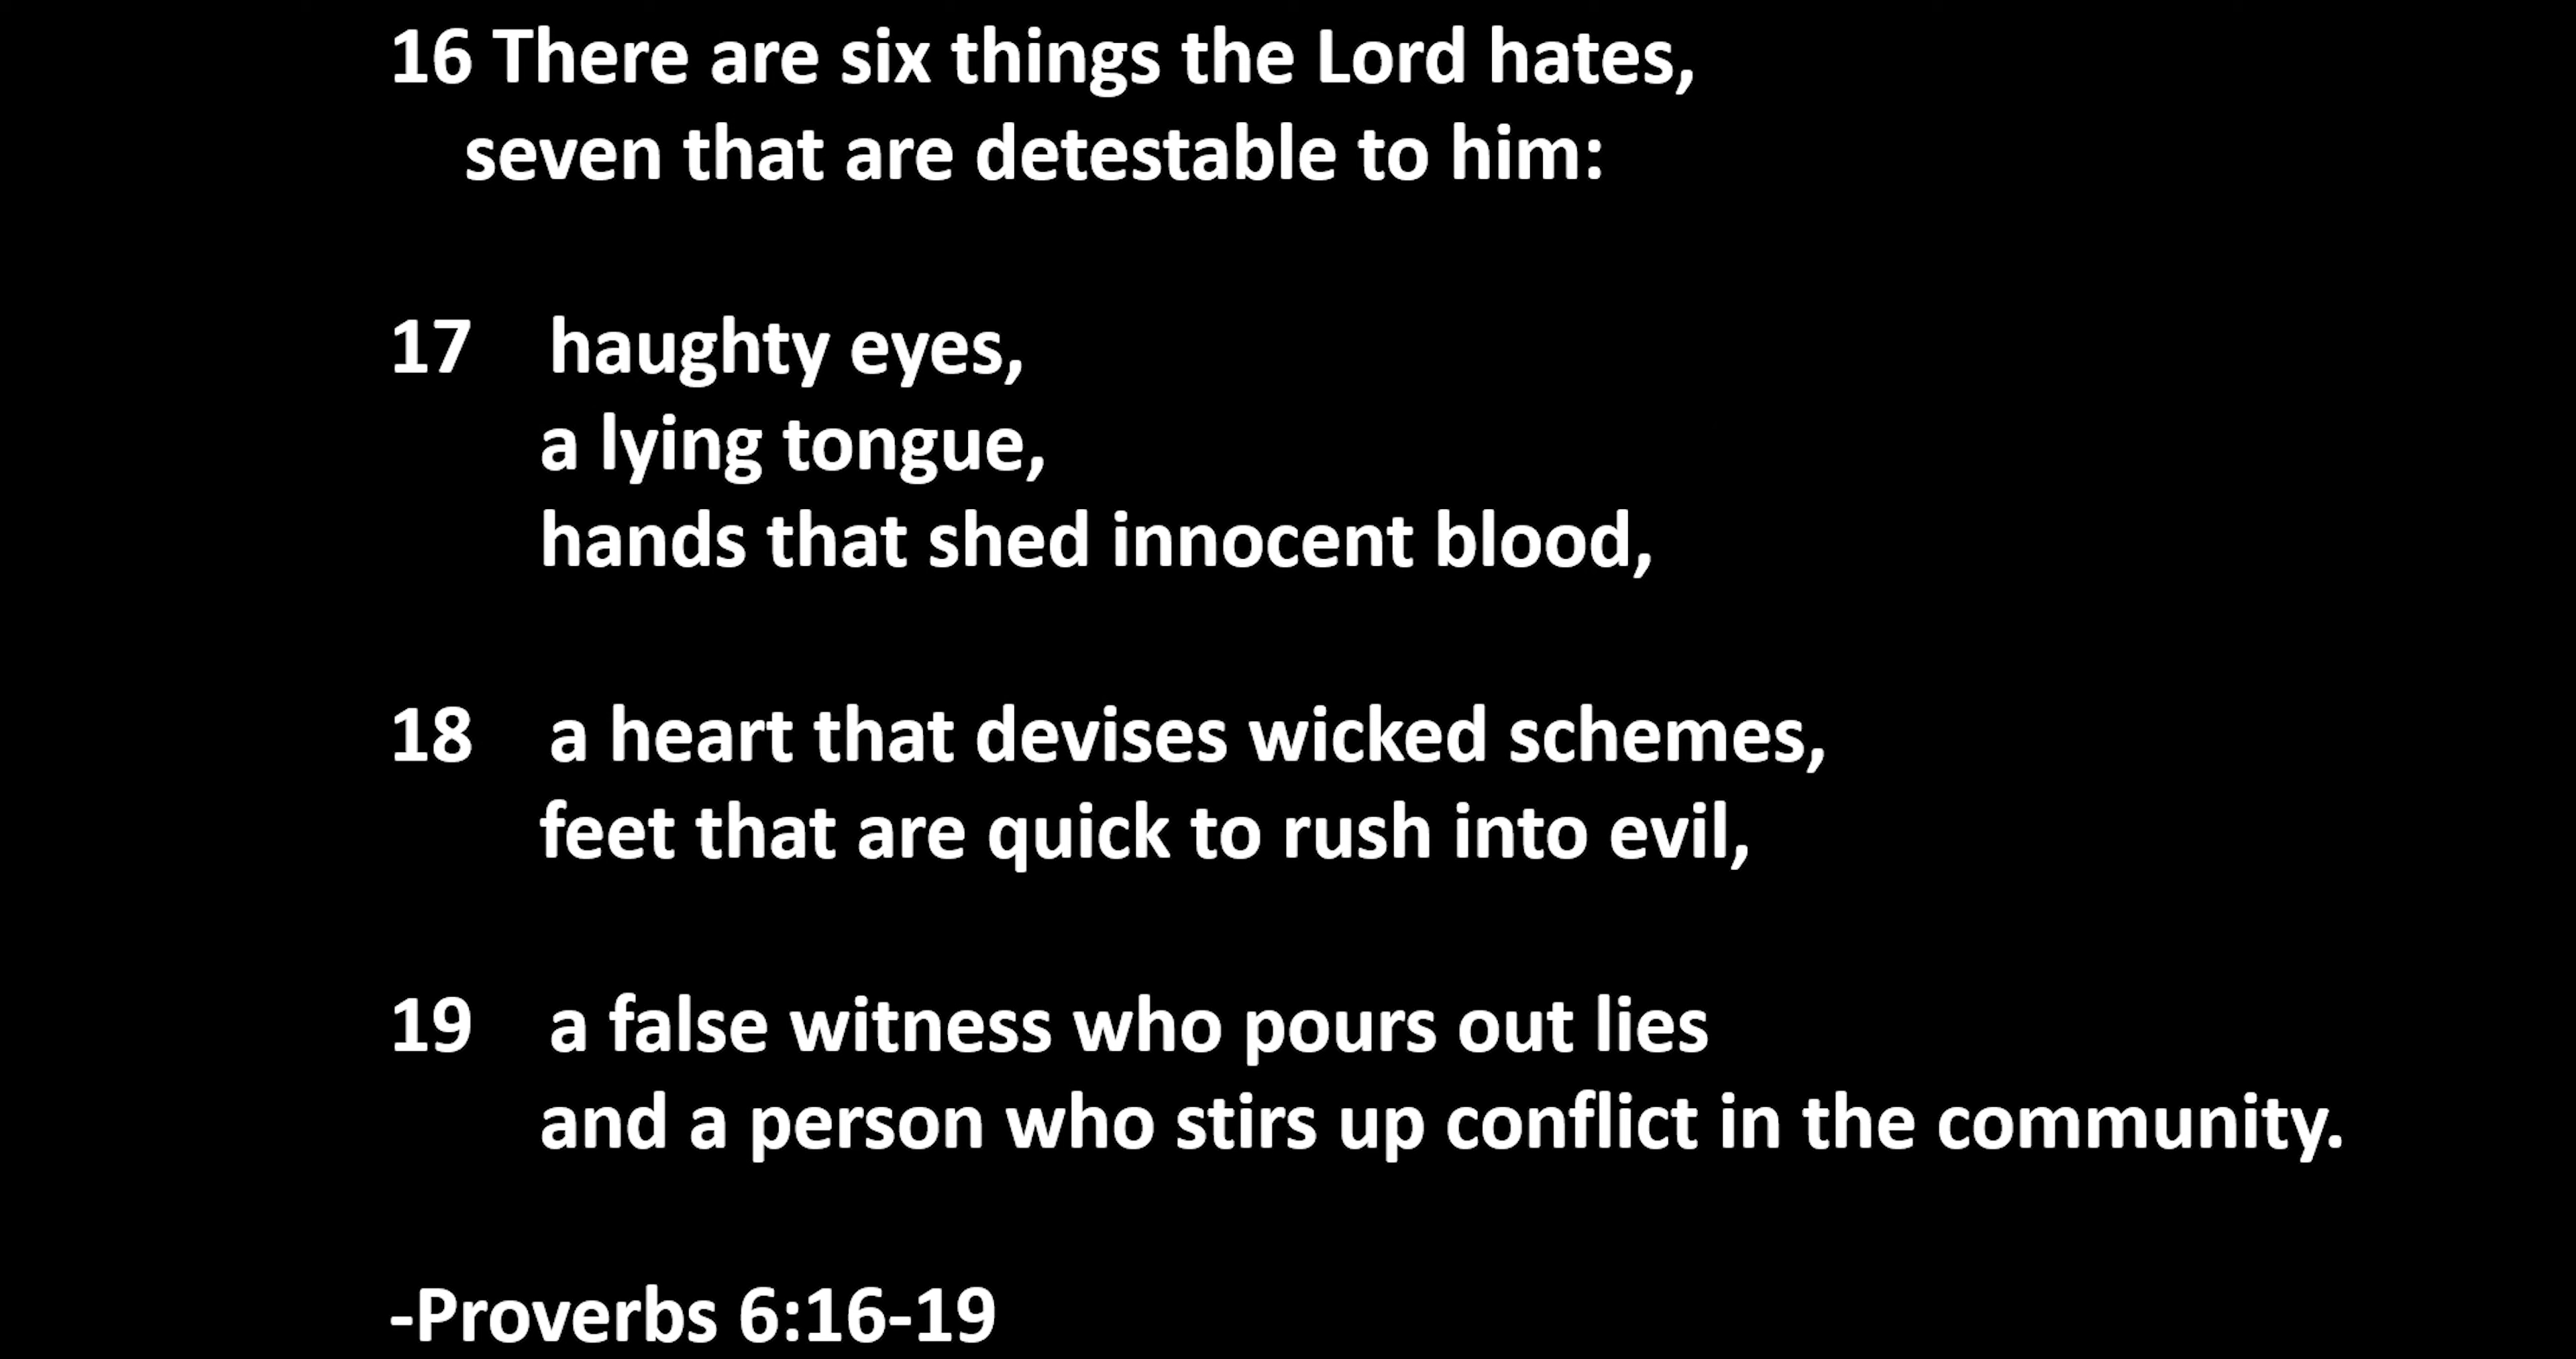 16 There are six things the Lord hates,
seven that are detestable to him:
17 haughty eyes,
a lying tongue,
hands that shed innocent blood,
18 a heart that devises wicked schemes,
feet that are quick to rush into evil,
19 a false witness who pours out lies
and a person who stirs up conflict in the community.
-Proverbs 6:16-19